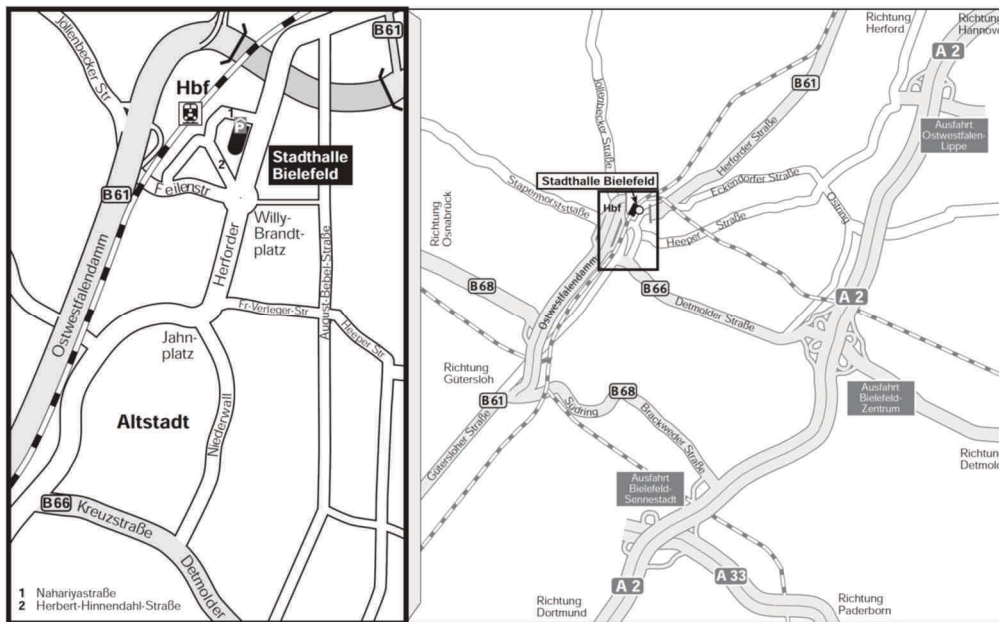 Jöllenbecker Str
B61
Hbf
B61
1
P
2
Stadthalle
Bielefeld
Feilenstr
Willy-
Brandt-
platz
Herforder
August-Bebel-Straße
Ostwestfalendamm
Fr-Verleger-Str
Heeper Str
Jahn-
platz
Altstadt
Niederwall
B66
Kreuzstraße
Detmolder
1 Nahariyastraße
2 Herbert-Hinnendahl-Straße
Richtung
Herford
Richtung
Hannove
A 2
B61
Jöllenbecker Straße
Ausfahrt
Ostwestfalen-
Lippe
Herforder Straße
Stadthalle Bielefeld
Eckendorfer Straße
Stapenhorststraße
Hbf
Ostring
Heeper Straße
Richtung
Osnabrück
B68
Ostwestfalendamm
B66
Detmolder Straße
A 2
Richtung
Gütersloh
B61
Südring
B68
Brackweder Straße
Ausfahrt
Bielefeld-
Zentrum
Gütersloher Straße
Richtung
Detmold
Ausfahrt
Bielefeld-
Sennestadt
A 2
A 33
Richtung
Dortmund
Richtung
Paderborn